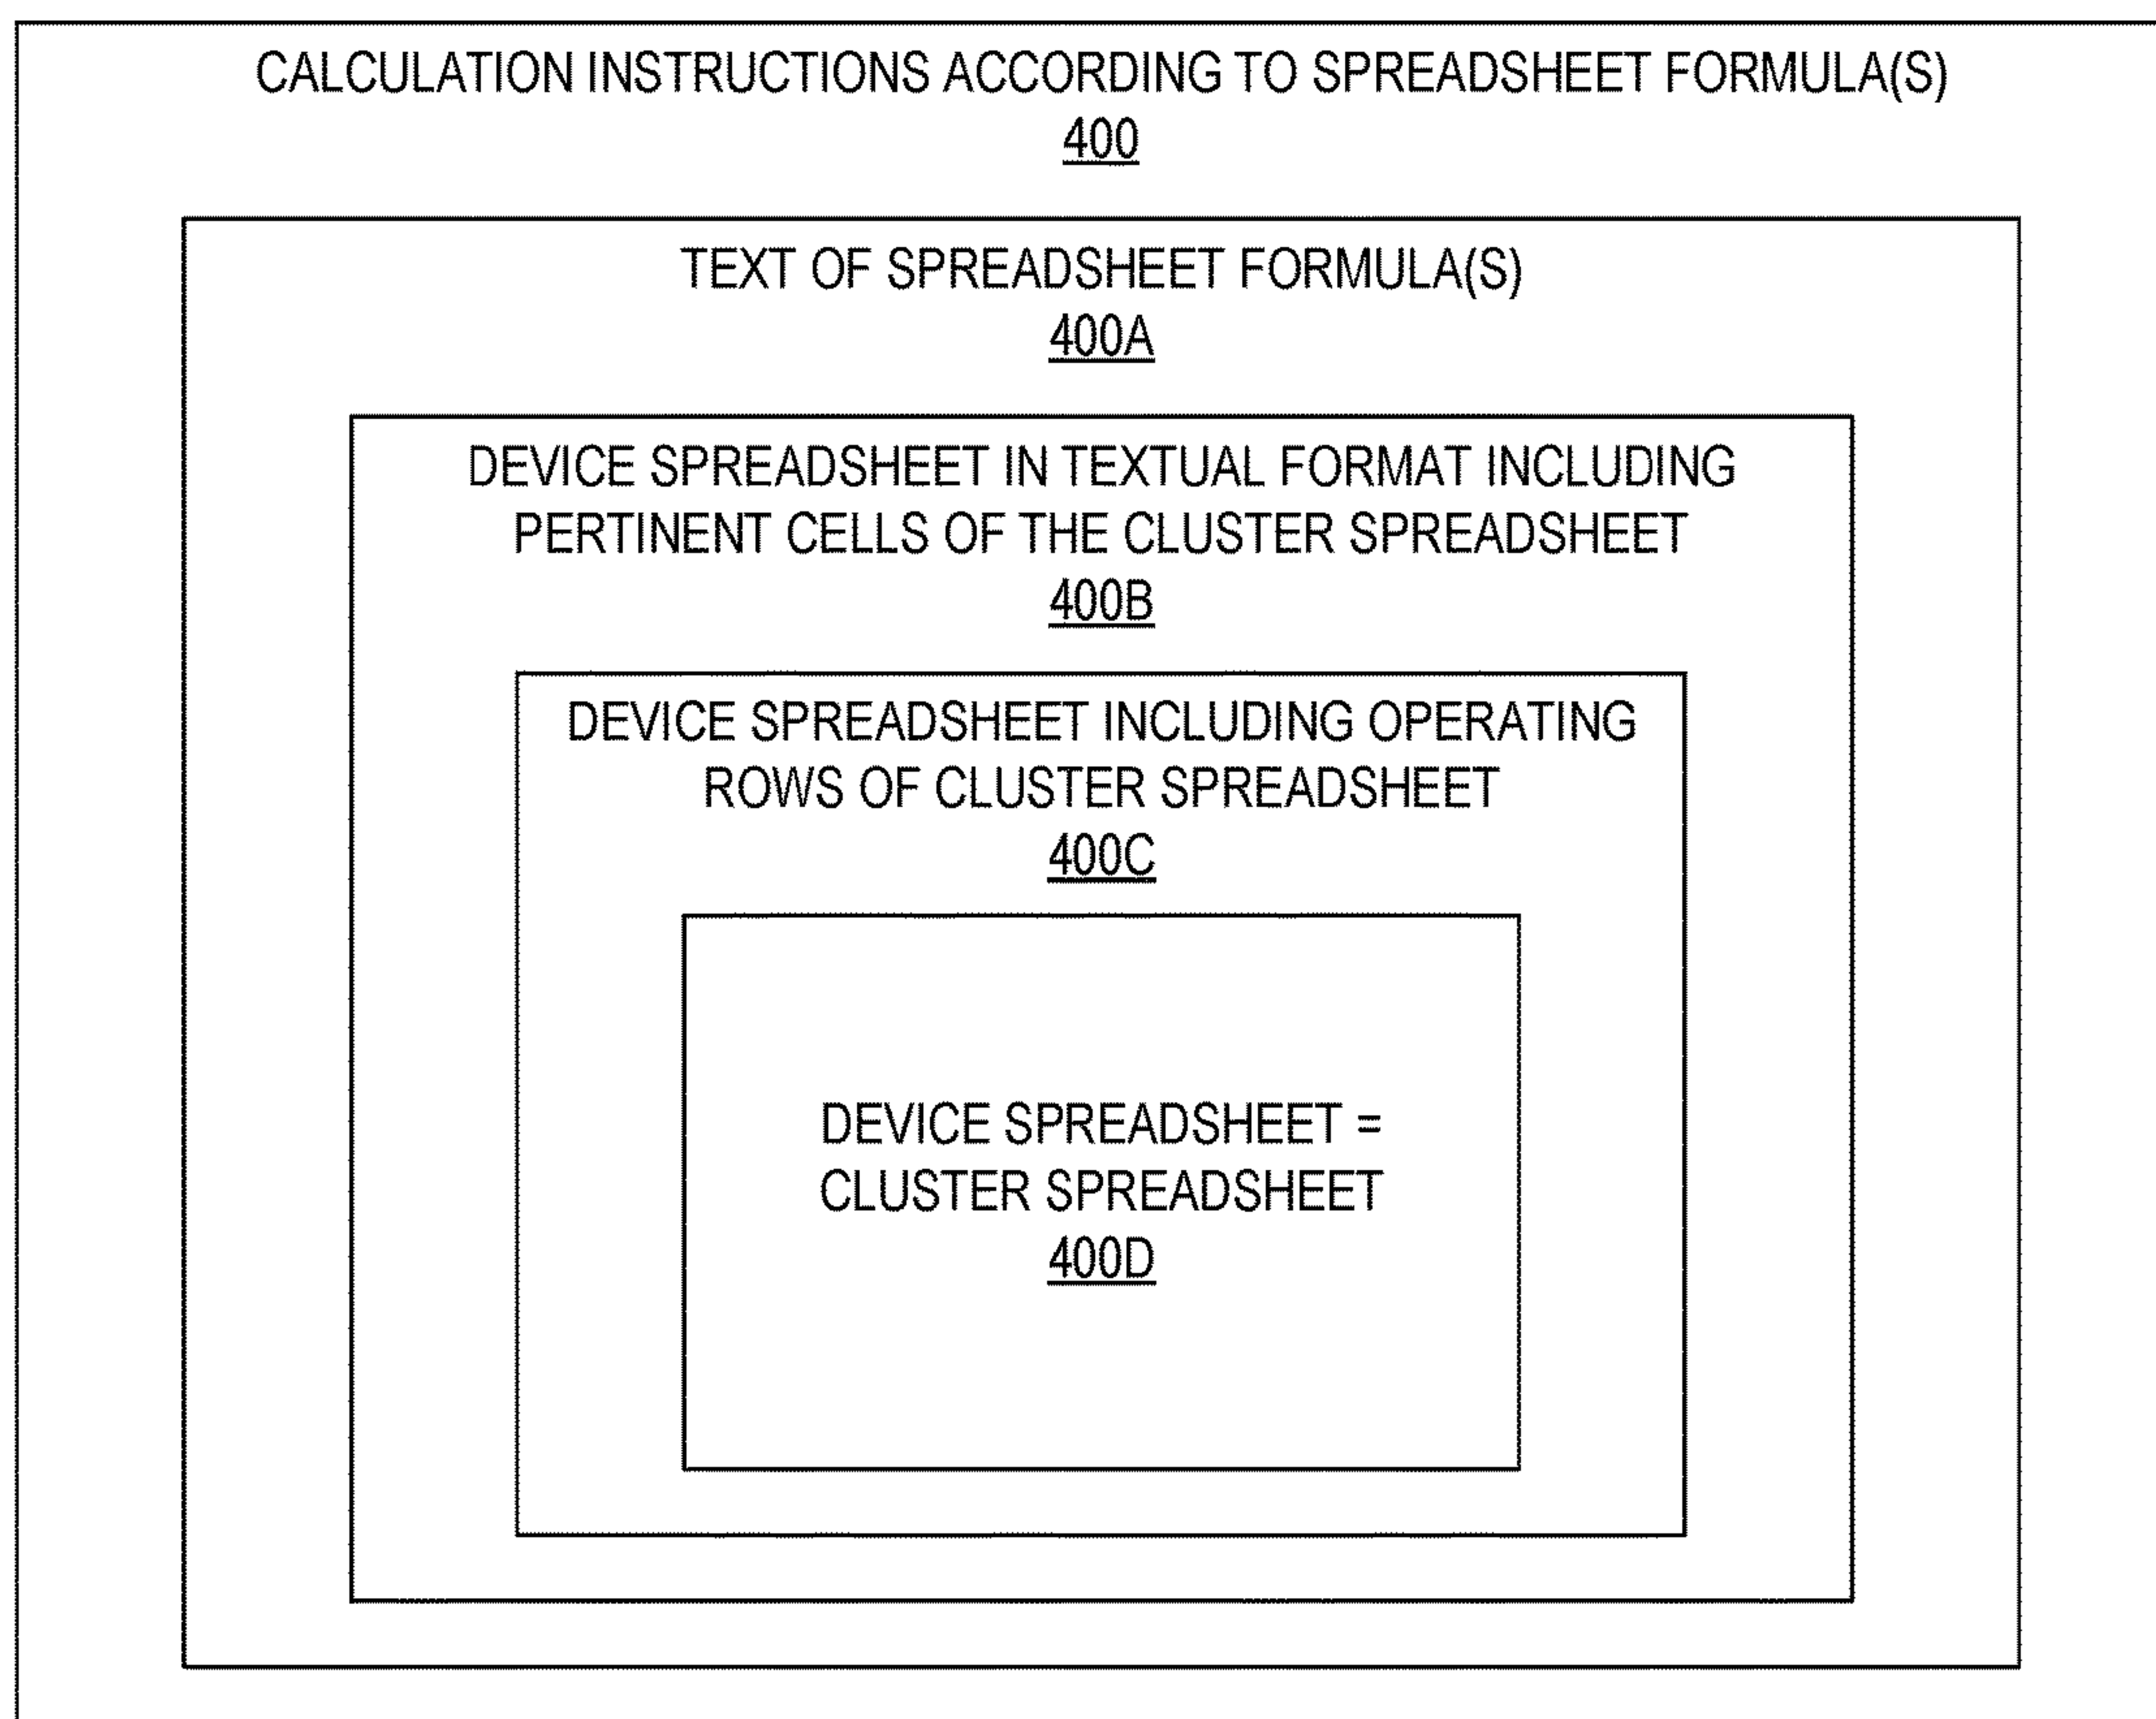 CALCULATION INSTRUCTIONS ACCORDING TO SPREADSHEET FORMULA(S)
400
TEXT OF SPREADSHEET FORMULA(S)
400A
DEVICE SPREADSHEET IN TEXTUAL FORMAT INCLUDING
PERTINENT CELLS OF THE CLUSTER SPREADSHEET
400B
DEVICE SPREADSHEET INCLUDING OPERATING
ROWS OF CLUSTER SPREADSHEET
400C
DEVICE SPREADSHEET =
CLUSTER SPREADSHEET
400D